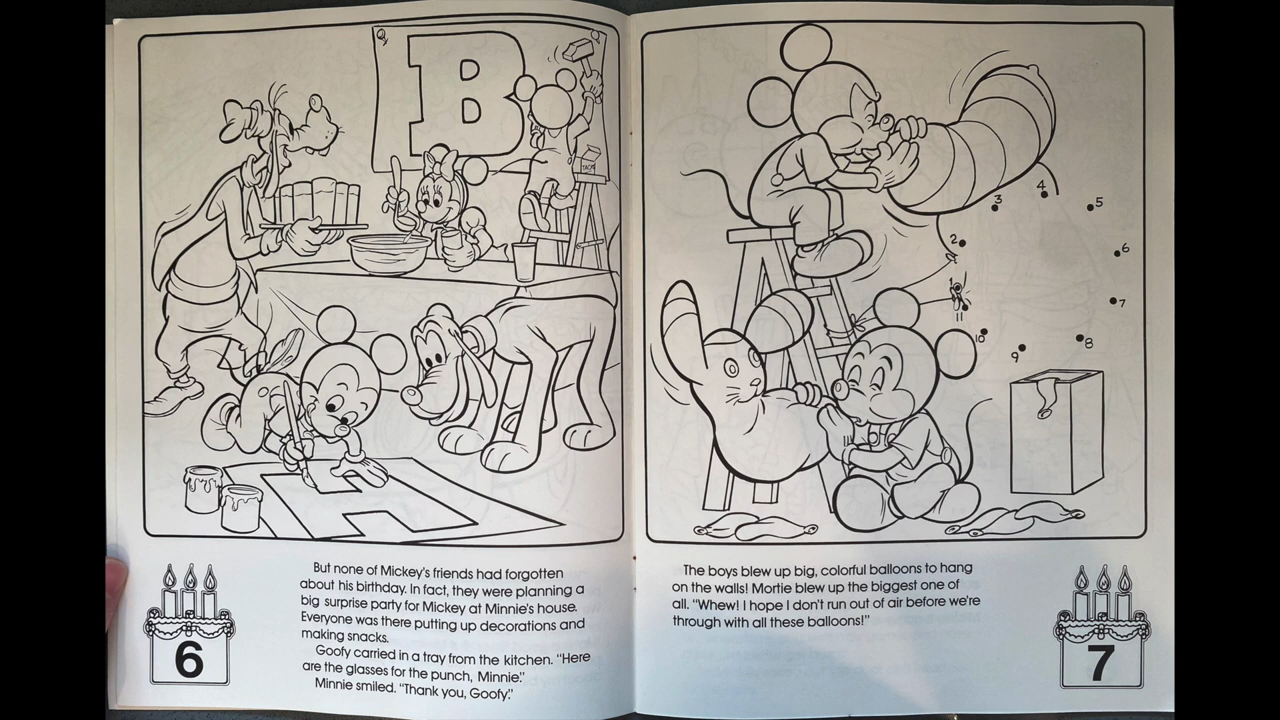 B
TACKS
H
But none of Mickey's friends had forgotten
about his birthday. In fact, they were planning a
big surprise party for Mickey at Minnie's house.
Everyone was there putting up decorations and
making snacks.
Goofy carried in a tray from the kitchen. "Here
are the glasses for the punch, Minnie."
Minnie smiled. "Thank you, Goofy."
6
1
2
3
4
5
6
7
8
9
10
11
The boys blew up big, colorful balloons to hang
on the walls! Mortie blew up the biggest one of
all. "Whew! I hope I don't run out of air before we're
through with all these balloons!"
7